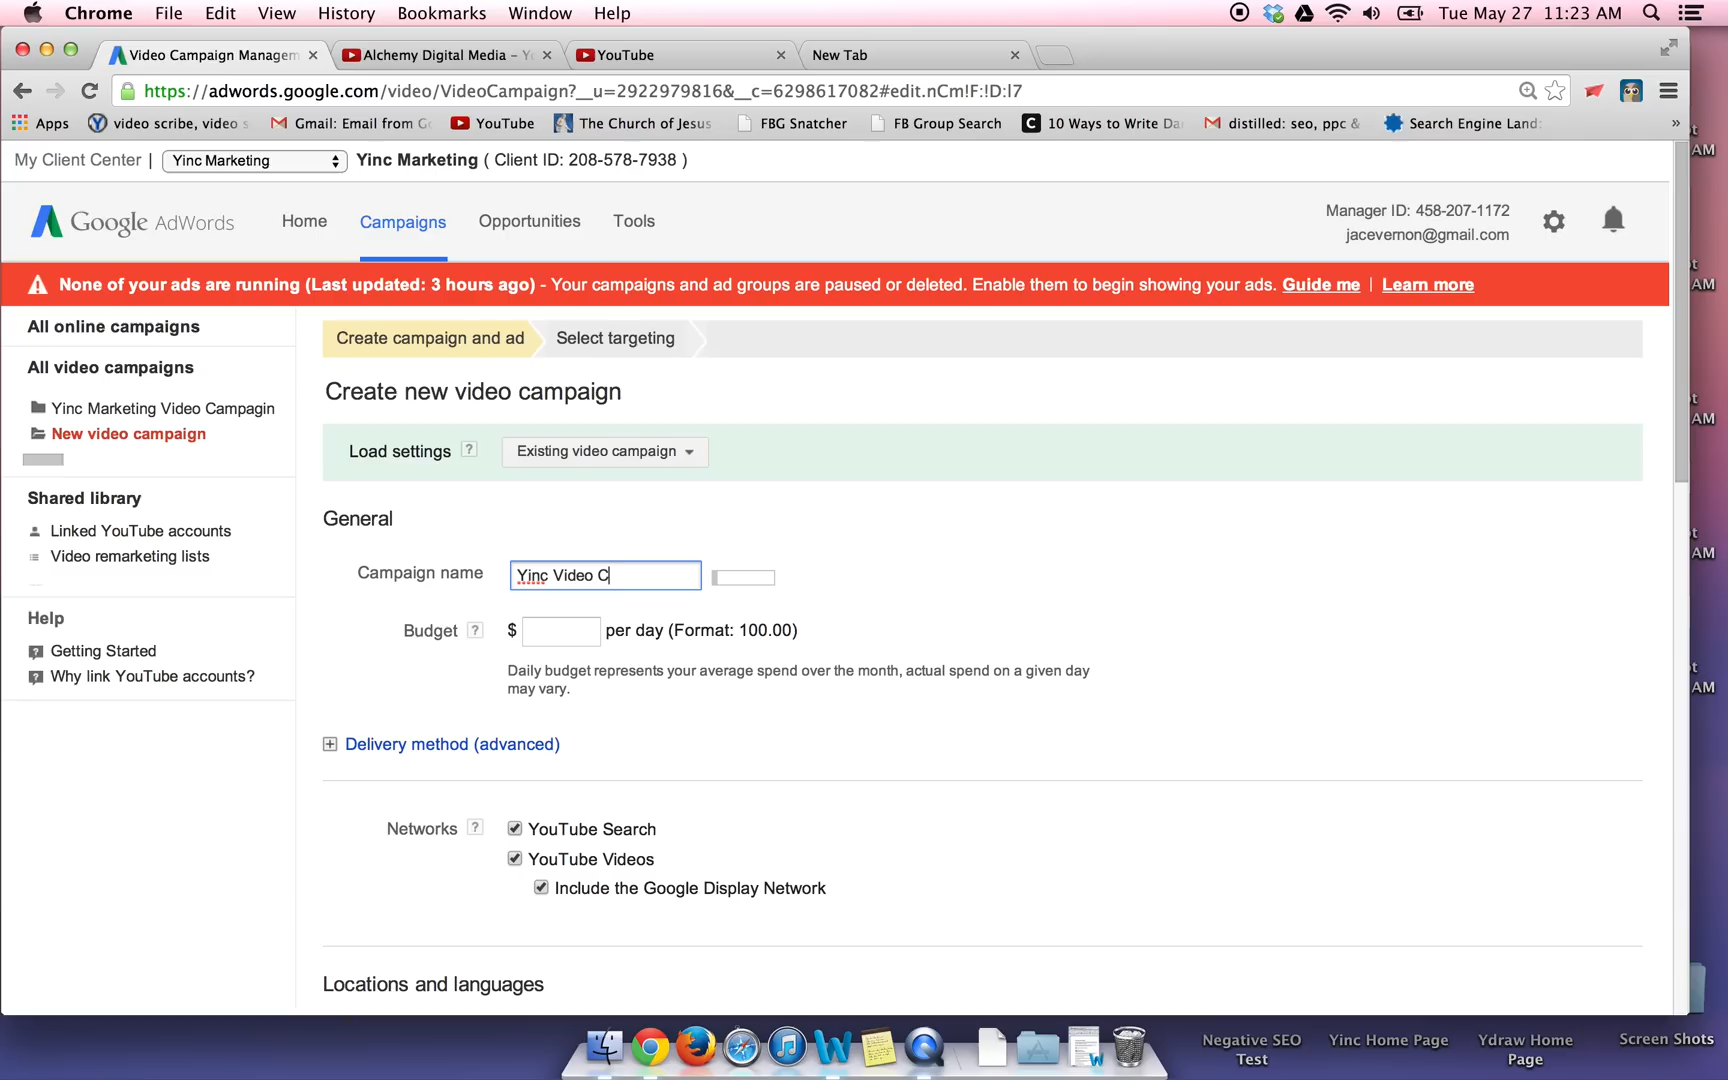 Chrome File Edit View History Bookmarks Window Help Tue May 27 11:23 AM
Video Campaign Managem Alchemy Digital Media – Yo YouTube New Tab
https://adwords.google.com/video/VideoCampaign?__u=2922979816&__c=6298617082#edit.nCm!F:!D:l7
Apps video scribe, video s Gmail: Email from G YouTube The Church of Jesus FBG Snatcher FB Group Search 10 Ways to Write Da distilled: seo, ppc & Search Engine Land: »
My Client Center | Yinc Marketing Yinc Marketing ( Client ID: 208-578-7938 )
Google AdWords Home Campaigns Opportunities Tools
Manager ID: 458-207-1172
jacevernon@gmail.com
None of your ads are running (Last updated: 3 hours ago) - Your campaigns and ad groups are paused or deleted. Enable them to begin showing your ads. Guide me | Learn more
All online campaigns
All video campaigns
Yinc Marketing Video Campagin
New video campaign
Shared library
Linked YouTube accounts
Video remarketing lists
Help
Getting Started
Why link YouTube accounts?
Create campaign and ad Select targeting
Create new video campaign
Load settings ? Existing video campaign
General
Campaign name Yinc Video C
Budget ? $ per day (Format: 100.00)
Daily budget represents your average spend over the month, actual spend on a given day
may vary.
Delivery method (advanced)
Networks ? YouTube Search
YouTube Videos
Include the Google Display Network
Locations and languages
t
AM
t
AM
t
AM
t
AM
t
AM
Negative SEO
Test
Yinc Home Page
Ydraw Home
Page
Screen Shots